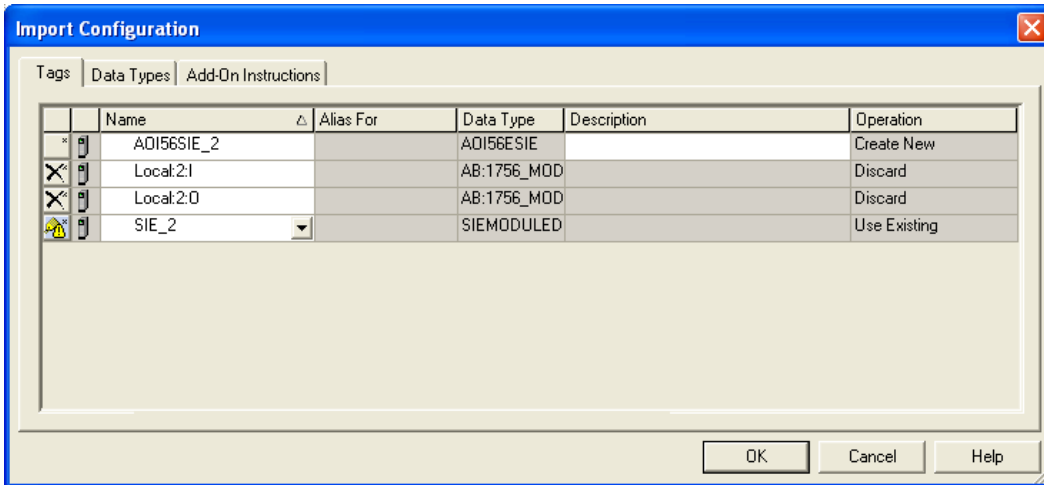 Import Configuration
Tags Data Types Add-On Instructions
Name Alias For Data Type Description Operation
AOI56SIE_2 AOI56ESIE Create New
Local:2:I AB:1756_MOD Discard
Local:2:O AB:1756_MOD Discard
SIE_2 SIEMODULED Use Existing
OK Cancel Help